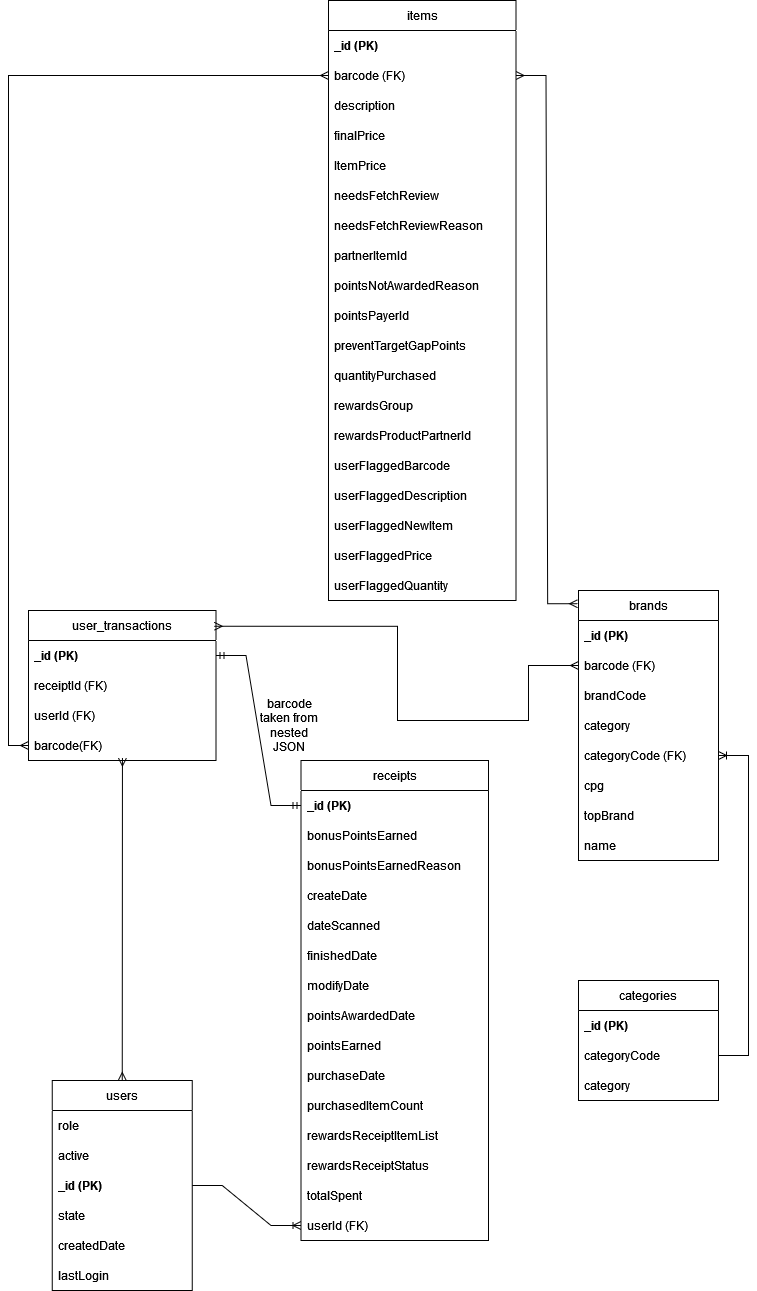 items
_id (PK)
barcode (FK)
description
finalPrice
ItemPrice
needsFetchReview
needsFetchReviewReason
partnerItemId
pointsNotAwardedReason
pointsPayerId
preventTargetGapPoints
quantityPurchased
rewardsGroup
rewardsProductPartnerId
userFlaggedBarcode
userFlaggedDescription
userFlaggedNewItem
userFlaggedPrice
userFlaggedQuantity
user_transactions
_id (PK)
receiptId (FK)
userId (FK)
barcode(FK)
barcode
taken from
nested
JSON
brands
_id (PK)
barcode (FK)
brandCode
category
categoryCode (FK)
cpg
topBrand
name
receipts
_id (PK)
bonusPointsEarned
bonusPointsEarnedReason
createDate
dateScanned
finishedDate
modifyDate
pointsAwardedDate
pointsEarned
purchaseDate
purchasedItemCount
rewardsReceiptItemList
rewardsReceiptStatus
totalSpent
userId (FK)
categories
_id (PK)
categoryCode
category
users
role
active
_id (PK)
state
createdDate
lastLogin